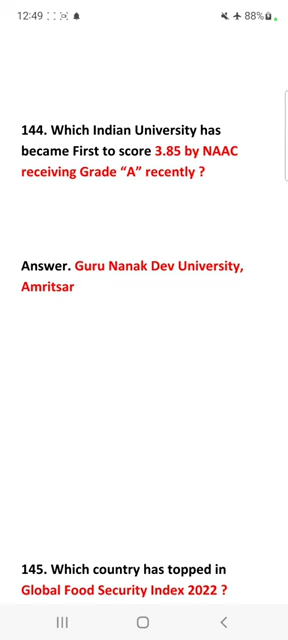 12:49
88%
144. Which Indian University has
became First to score 3.85 by NAAC
receiving Grade “A” recently ?
Answer. Guru Nanak Dev University,
Amritsar
145. Which country has topped in
Global Food Security Index 2022 ?